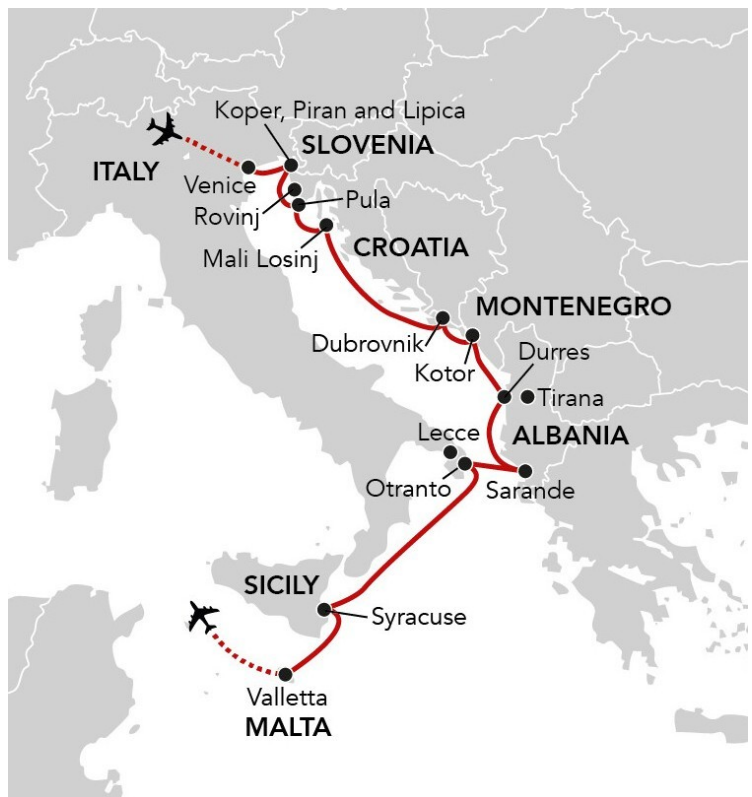 Koper, Piran and Lipica
SLOVENIA
ITALY
Venice
Rovinj
Pula
Mali Losinj
CROATIA
MONTENEGRO
Dubrovnik
Kotor
Durres
Tirana
Lecce
ALBANIA
Otranto
Sarande
SICILY
Syracuse
Valletta
MALTA